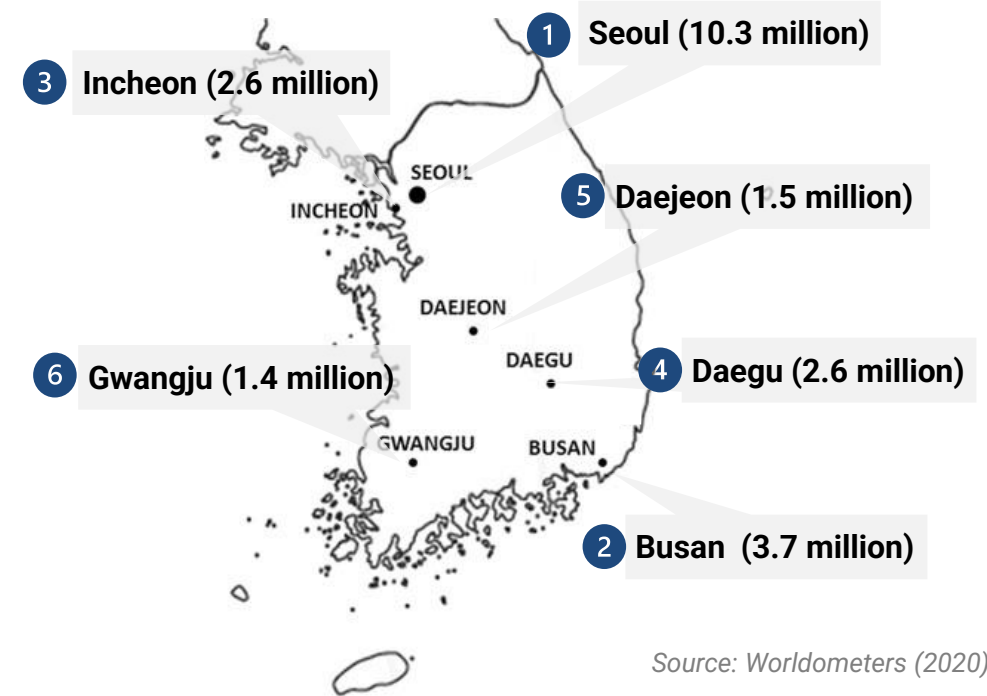 1 Seoul (10.3 million)
3 Incheon (2.6 million)
SEOUL
5 Daejeon (1.5 million)
INCHEON
DAEJEON
DAEGU
6 Gwangju (1.4 million)
4 Daegu (2.6 million)
GWANGJU
BUSAN
2 Busan (3.7 million)
Source: Worldometers (2020)